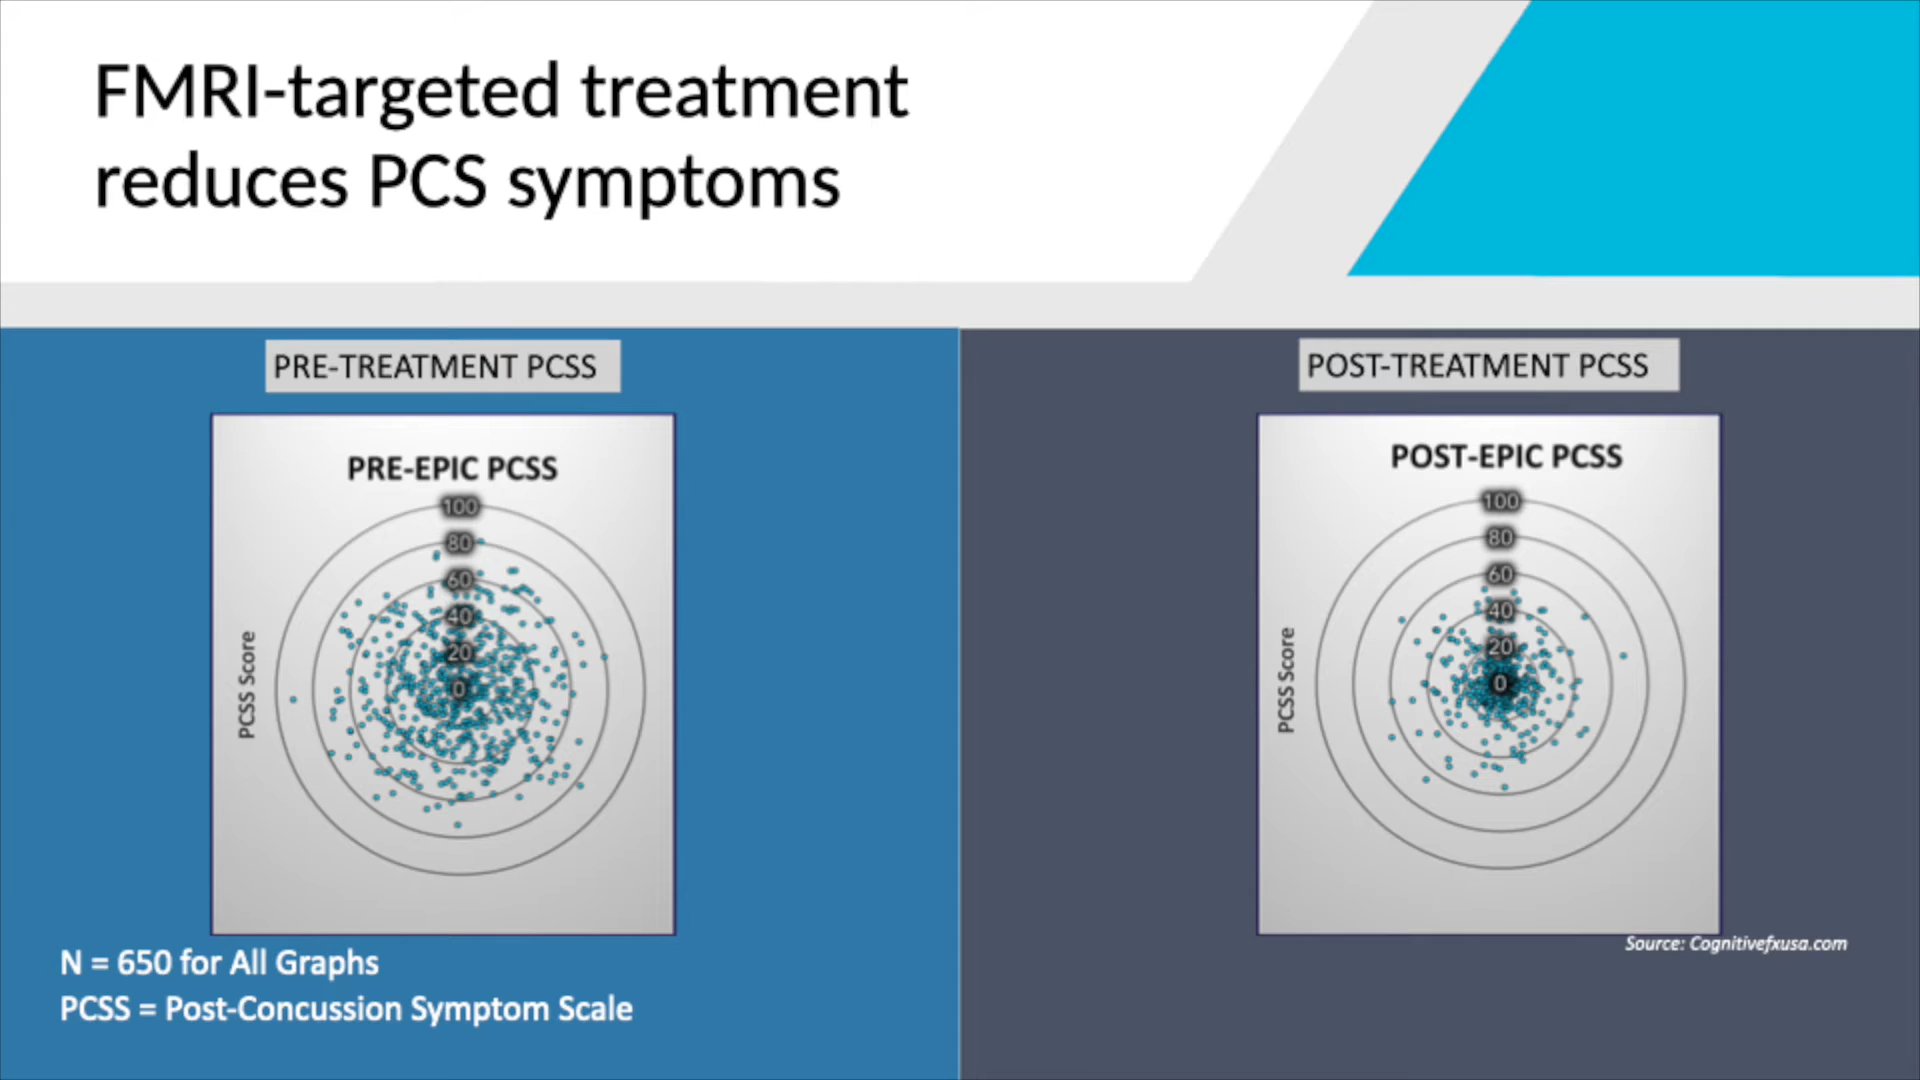 FMRI-targeted treatment
reduces PCS symptoms
PRE-TREATMENT PCSS
PRE-EPIC PCSS
100
80
60
40
20
0
PCSS Score
N = 650 for All Graphs
PCSS = Post-Concussion Symptom Scale
POST-TREATMENT PCSS
POST-EPIC PCSS
100
80
60
40
20
0
PCSS Score
Source: Cognitivefxusa.com